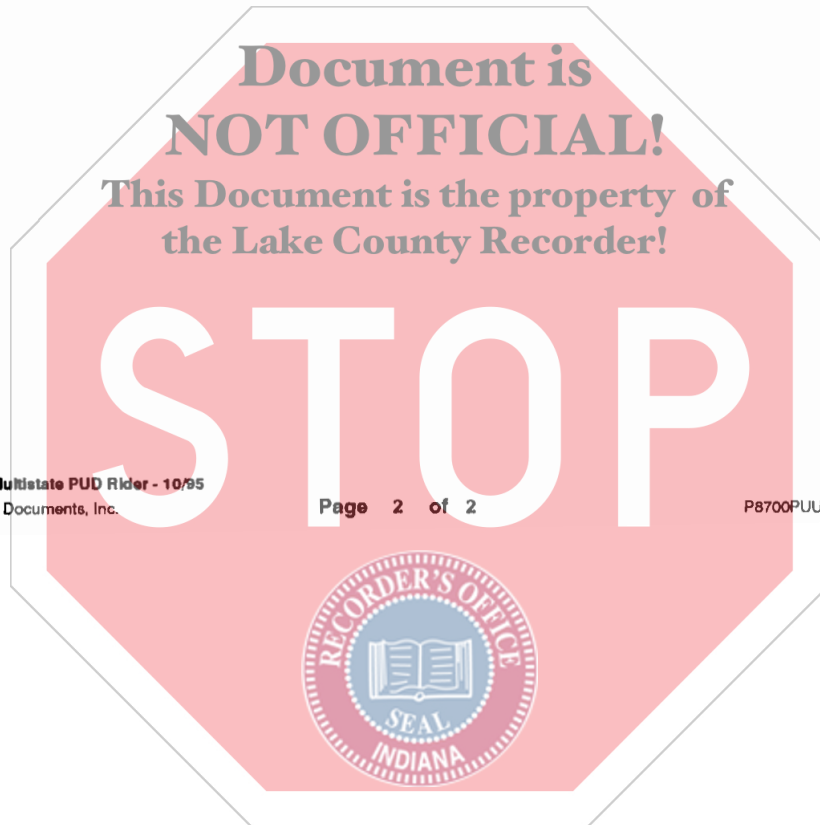 Document is
NOT OFFICIAL!
This Document is the property of
the Lake County Recorder!
STOP
Multistate PUD Rider - 10/95
Documents, Inc.
Page 2 of 2
P8700PUU
RECORDER'S OFFICE
SEAL
INDIANA